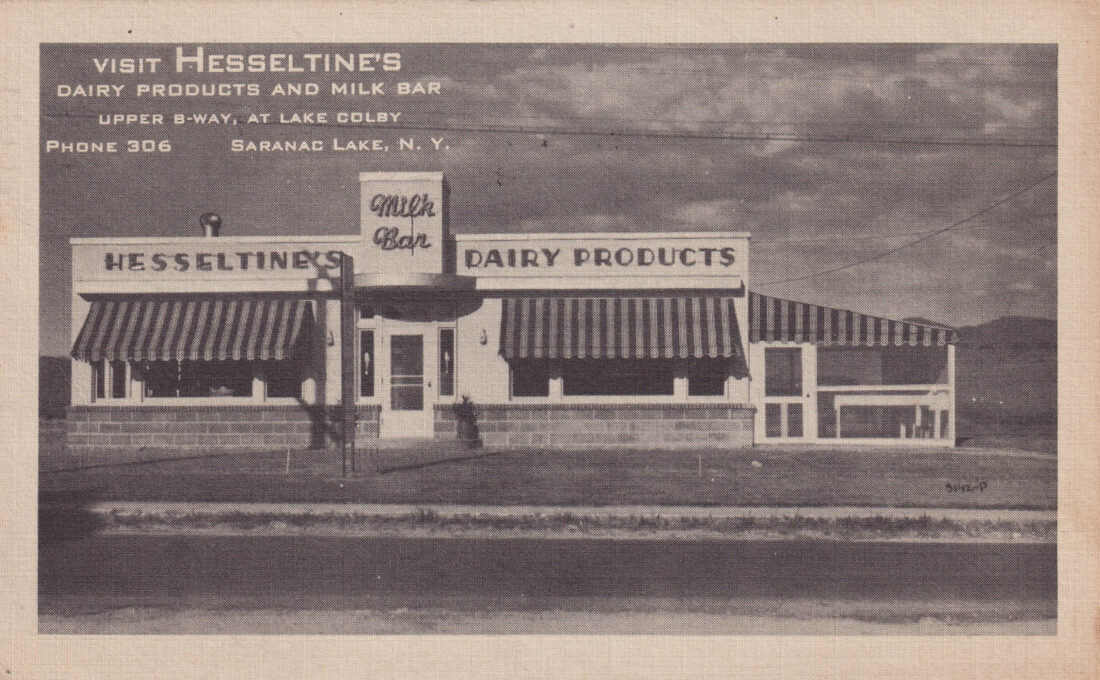 VISIT HESSELTINE'S
DAIRY PRODUCTS AND MILK BAR
UPPER B-WAY, AT LAKE COLBY
PHONE 306 SARANAC LAKE, N. Y.
Milk
Bar
HESSELTINE'S DAIRY PRODUCTS
3142-P